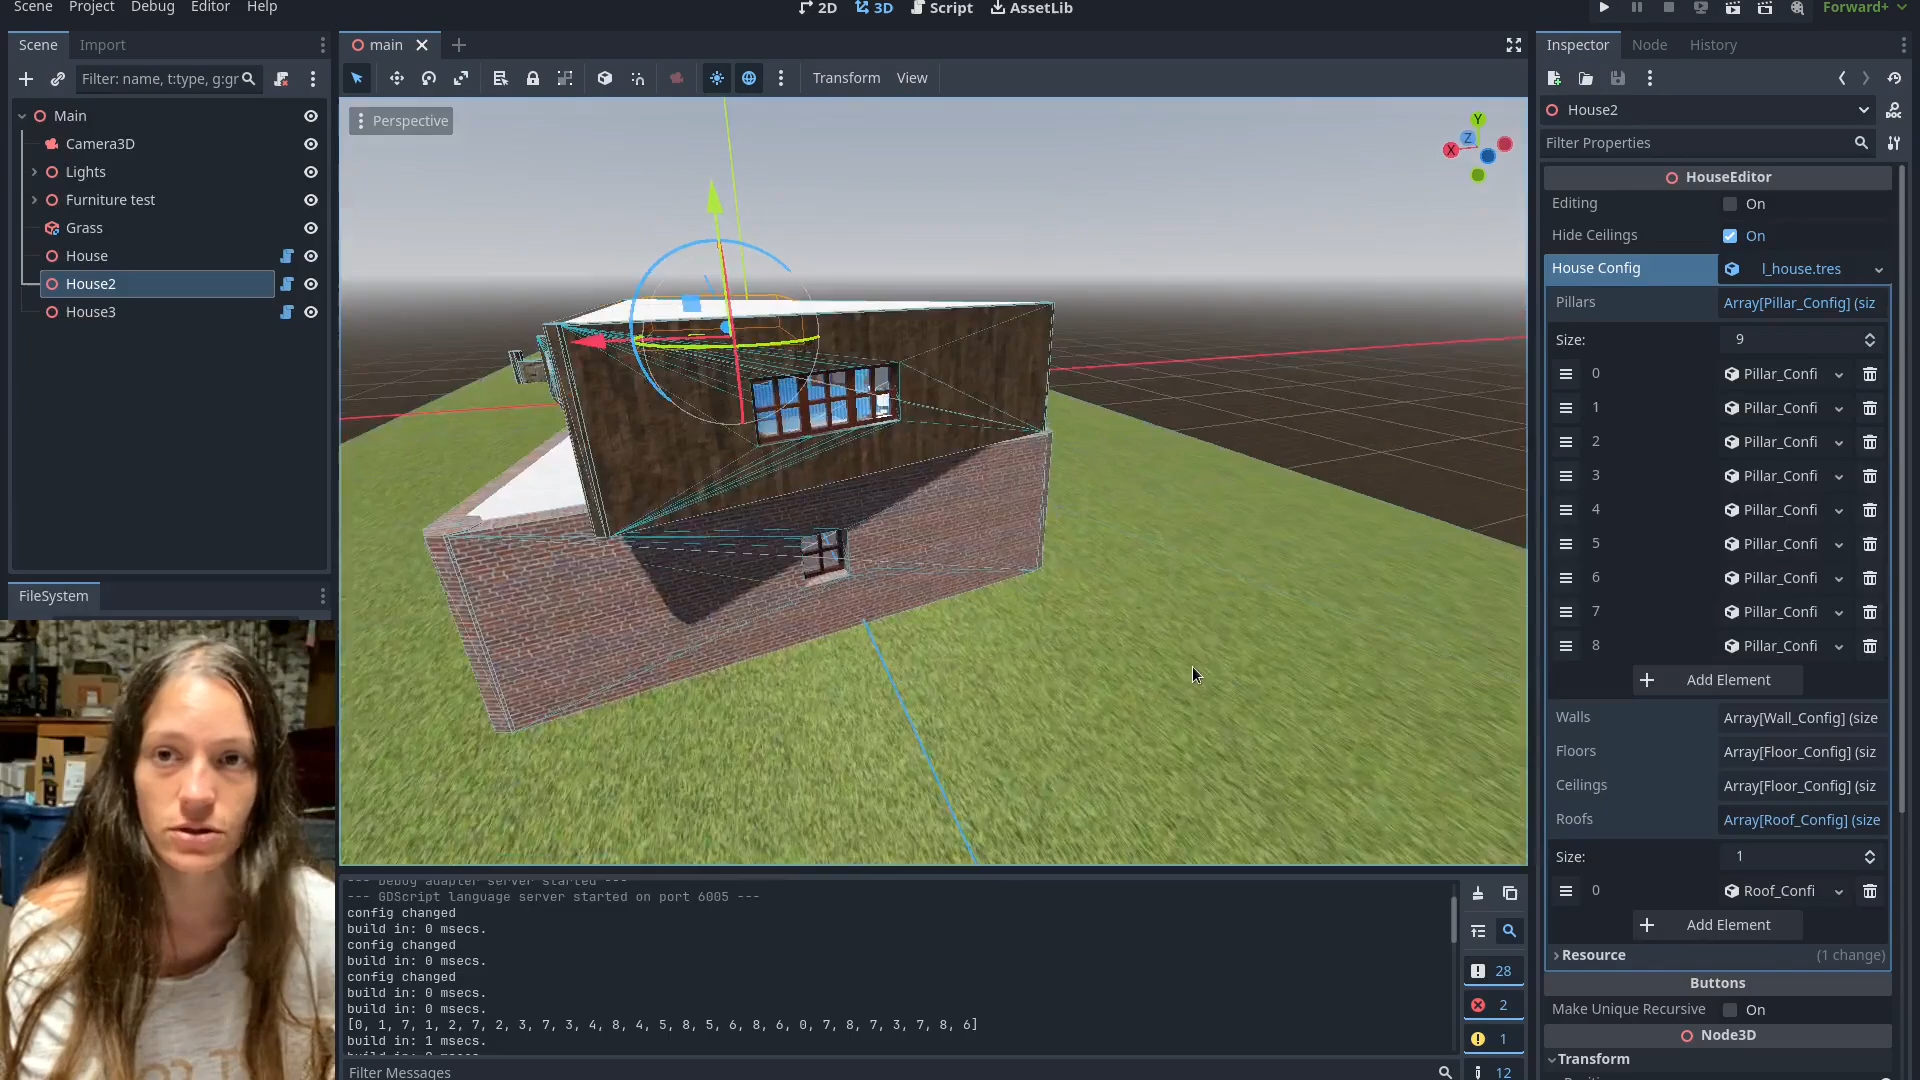 Scene Project Debug Editor Help
2D 3D Script AssetLib
Forward+
Scene Import
main
Inspector Node History
Filter: name, t:type, g:gr
Transform View
Main
Camera3D
Lights
Furniture test
Grass
House
House2
House3
FileSystem
Perspective
Y
Z
X
House2
Filter Properties
HouseEditor
Editing On
Hide Ceilings On
House Config l_house.tres
Pillars Array[Pillar_Config] (siz
Size: 9
0 Pillar_Confi
1 Pillar_Confi
2 Pillar_Confi
3 Pillar_Confi
4 Pillar_Confi
5 Pillar_Confi
6 Pillar_Confi
7 Pillar_Confi
8 Pillar_Confi
Add Element
Walls Array[Wall_Config] (size
Floors Array[Floor_Config] (siz
Ceilings Array[Floor_Config] (siz
Roofs Array[Roof_Config] (size
Size: 1
0 Roof_Confi
Add Element
Resource (1 change)
Buttons
Make Unique Recursive On
Node3D
Transform
--- Debug adapter server started ---
--- GDScript language server started on port 6005 ---
config changed
build in: 0 msecs.
config changed
build in: 0 msecs.
config changed
build in: 0 msecs.
build in: 0 msecs.
[0, 1, 7, 1, 2, 7, 2, 3, 7, 3, 4, 8, 4, 5, 8, 5, 6, 8, 6, 0, 7, 8, 7, 3, 7, 8, 6]
build in: 1 msecs.
Filter Messages
28
2
1
12